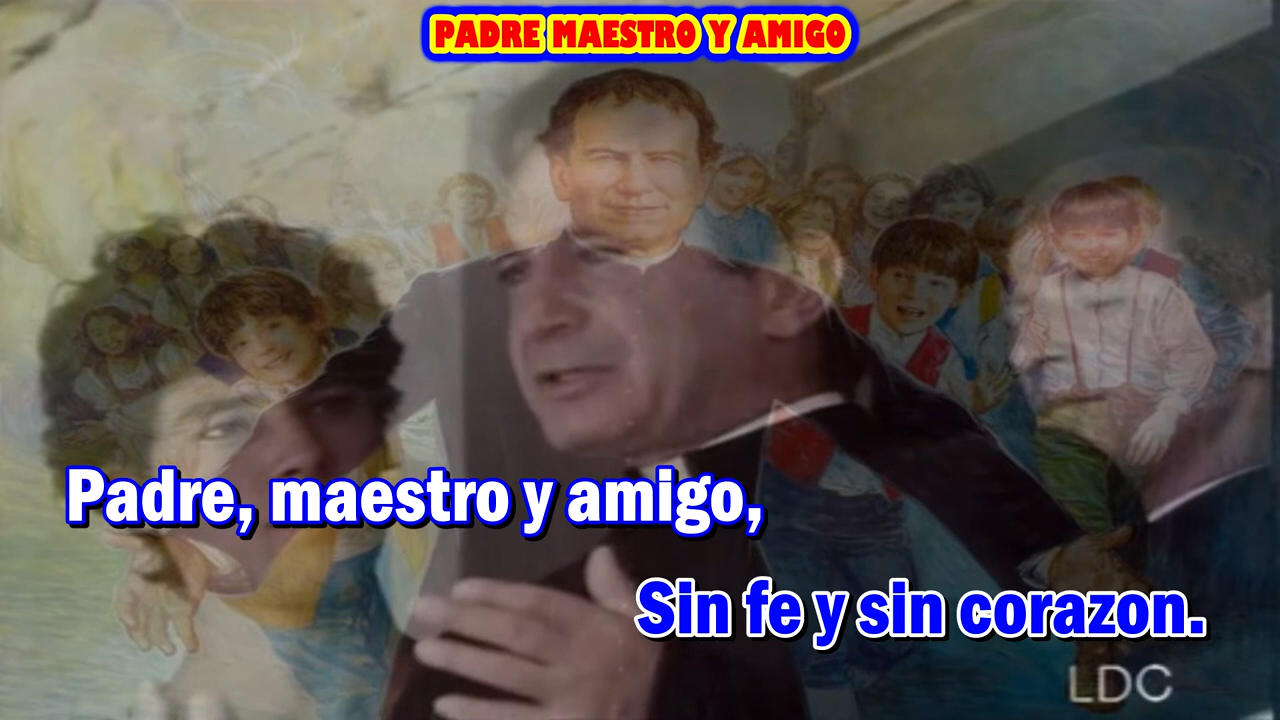 PADRE MAESTRO Y AMIGO
Padre, maestro y amigo,
Sin fe y sin corazon.
LDC